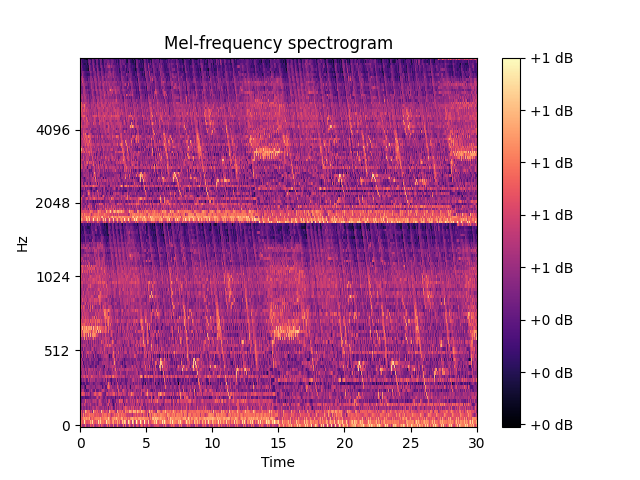 Mel-frequency spectrogram
Hz
4096
2048
1024
512
0
0 5 10 15 20 25 30
Time
+1 dB
+1 dB
+1 dB
+1 dB
+1 dB
+0 dB
+0 dB
+0 dB